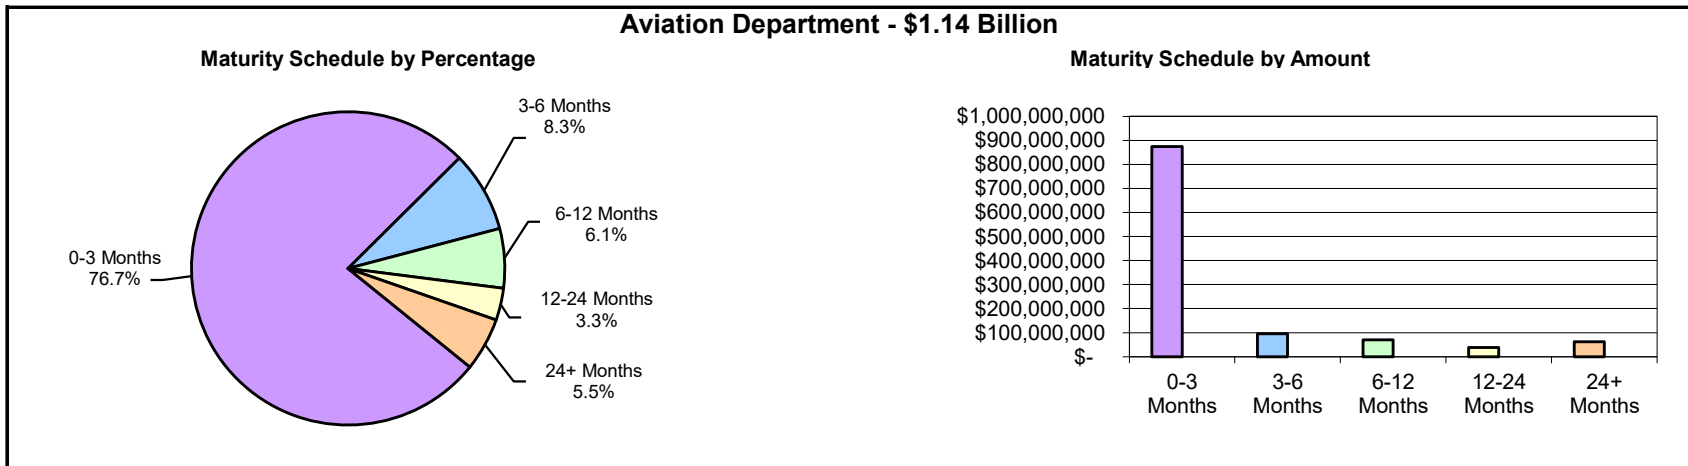 Aviation Department - $1.14 Billion
Maturity Schedule by Percentage
3-6 Months
8.3%
6-12 Months
6.1%
0-3 Months
76.7%
12-24 Months
3.3%
24+ Months
5.5%
Maturity Schedule by Amount
$1,000,000,000
$900,000,000
$800,000,000
$700,000,000
$600,000,000
$500,000,000
$400,000,000
$300,000,000
$200,000,000
$100,000,000
$-
0-3
Months
3-6
Months
6-12
Months
12-24
Months
24+
Months